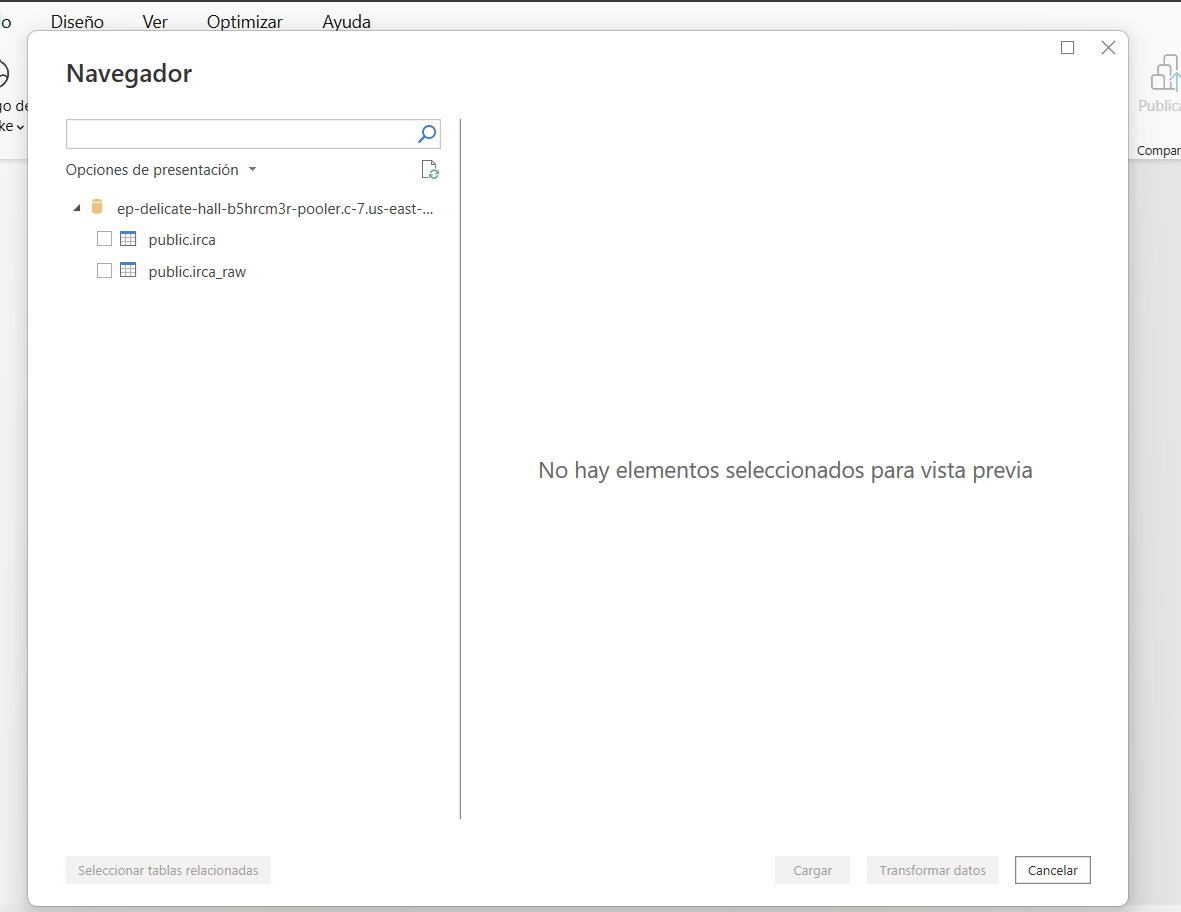 Diseño Ver Optimizar Ayuda
Navegador
Opciones de presentación
ep-delicate-hall-b5hrcm3r-pooler.c-7.us-east-...
public.irca
public.irca_raw
No hay elementos seleccionados para vista previa
Seleccionar tablas relacionadas
Cargar
Transformar datos
Cancelar